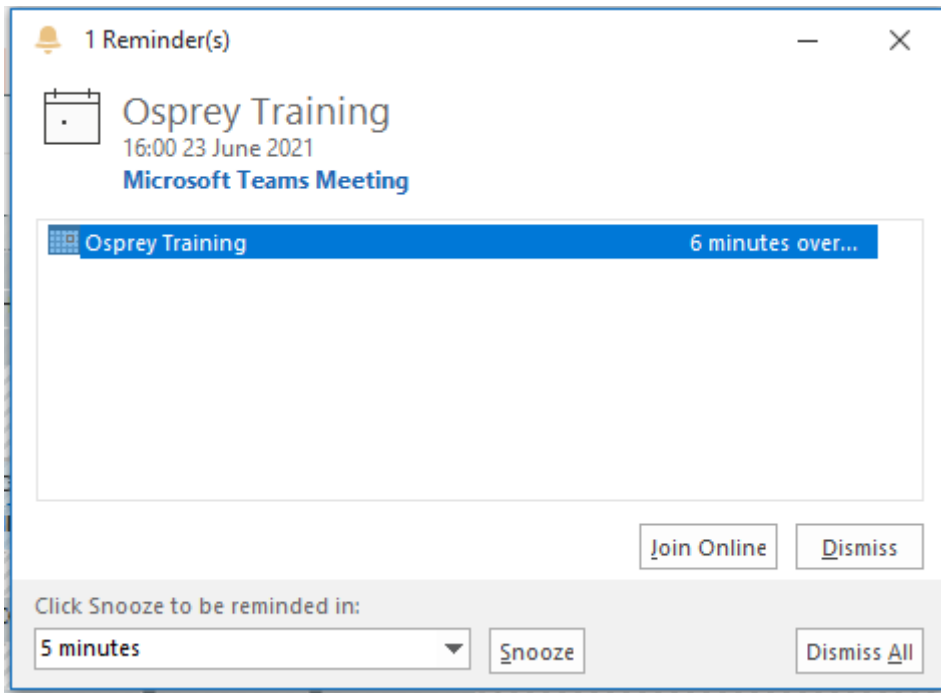 1 Reminder(s)
Osprey Training
16:00 23 June 2021
Microsoft Teams Meeting
Osprey Training 6 minutes over...
Join Online Dismiss
Click Snooze to be reminded in:
5 minutes Snooze Dismiss All